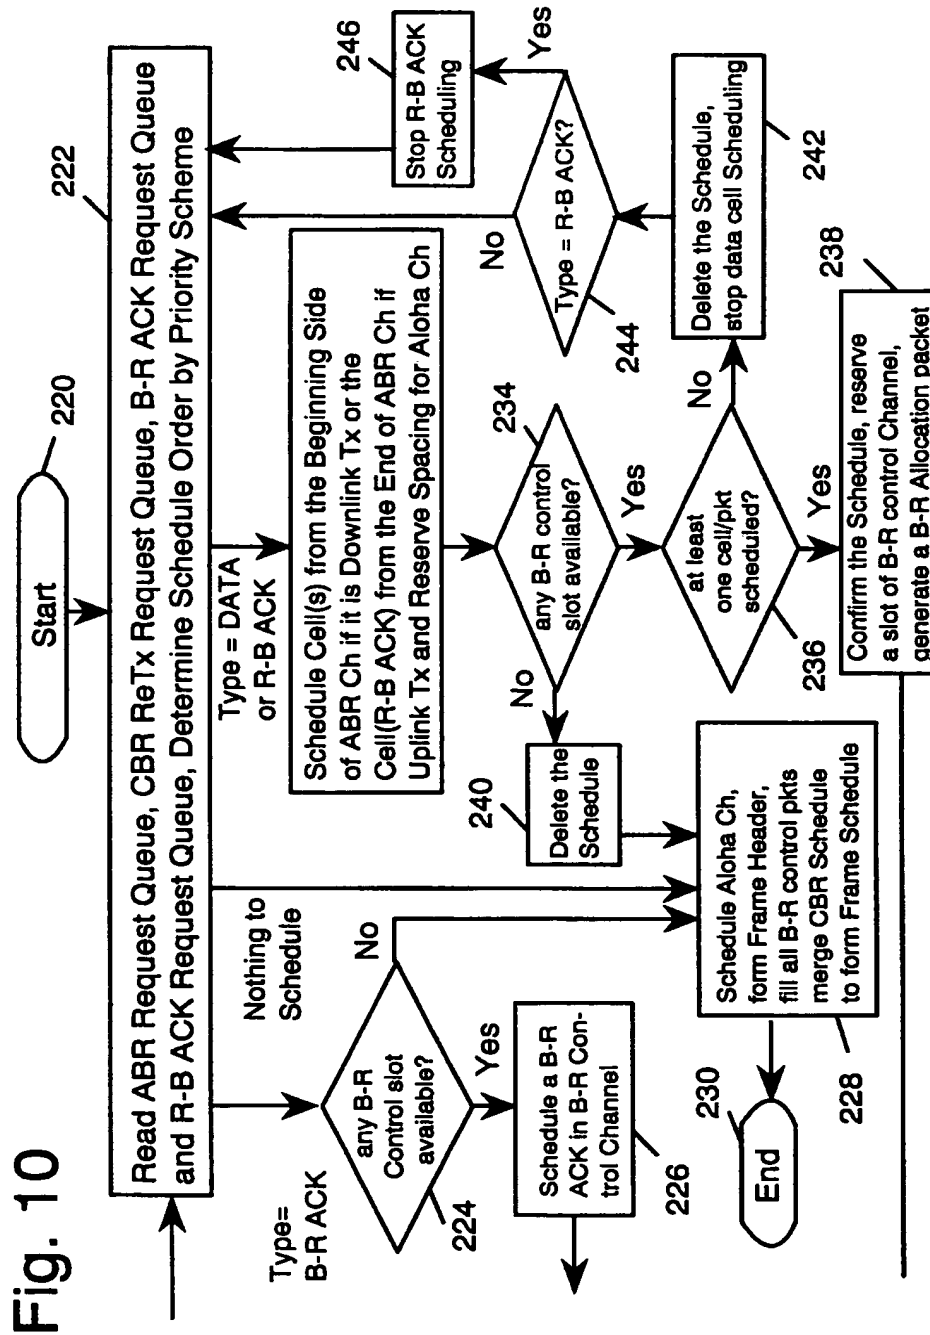 Fig. 10
Start
220
222
Read ABR Request Queue, CBR ReTx Request Queue, B-R ACK Request Queue
and R-B ACK Request Queue, Determine Schedule Order by Priority Scheme
Type=
B-R ACK
Nothing to
Schedule
Type = DATA
or R-B ACK
any B-R
Control slot
available?
224
No
Yes
Schedule a B-R
ACK in B-R Con-
trol Channel
226
Schedule Cell(s) from the Beginning Side
of ABR Ch if it is Downlink Tx or the
Cell(R-B ACK) from the End of ABR Ch if
Uplink Tx and Reserve Spacing for Aloha Ch
any B-R control
slot available?
234
No
Yes
240
Delete the
Schedule
at least
one cell/pkt
scheduled?
236
No
Yes
Delete the Schedule,
stop data cell Scheduling
242
Type = R-B ACK?
244
No
Yes
Stop R-B ACK
Scheduling
246
Confirm the Schedule, reserve
a slot of B-R control Channel,
generate a B-R Allocation packet
238
Schedule Aloha Ch,
form Frame Header,
fill all B-R control pkts
merge CBR Schedule
to form Frame Schedule
228
End
230